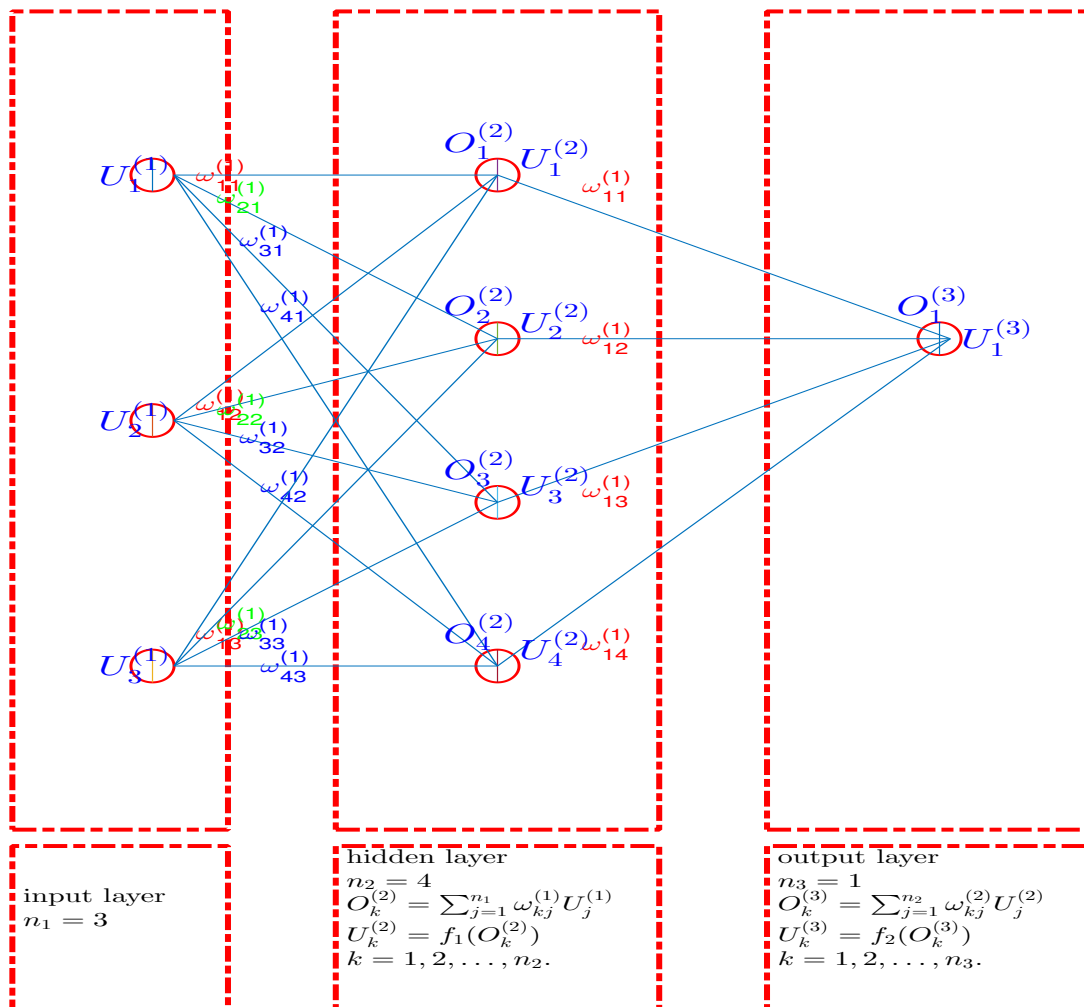 U_1^{(1)} ω_{11}^{(1)} O_1^{(2)} U_1^{(2)} ω_{11}^{(1)}
ω_{21}^{(1)}
ω_{31}^{(1)}
ω_{41}^{(1)} O_2^{(2)} U_2^{(2)} ω_{12}^{(1)} O_1^{(3)} U_1^{(3)}
U_2^{(1)} ω_{12}^{(1)} ω_{22}^{(1)}
ω_{32}^{(1)}
ω_{42}^{(1)} O_3^{(2)} U_3^{(2)} ω_{13}^{(1)}
U_3^{(1)} ω_{13}^{(1)} ω_{23}^{(1)} ω_{33}^{(1)} O_4^{(2)} U_4^{(2)} ω_{14}^{(1)}
ω_{43}^{(1)}
input layer
n_1 = 3
hidden layer
n_2 = 4
O_k^{(2)} = ∑_{j=1}^{n_1} ω_{kj}^{(1)} U_j^{(1)}
U_k^{(2)} = f_1(O_k^{(2)})
k = 1, 2, . . . , n_2.
output layer
n_3 = 1
O_k^{(3)} = ∑_{j=1}^{n_2} ω_{kj}^{(2)} U_j^{(2)}
U_k^{(3)} = f_2(O_k^{(3)})
k = 1, 2, . . . , n_3.